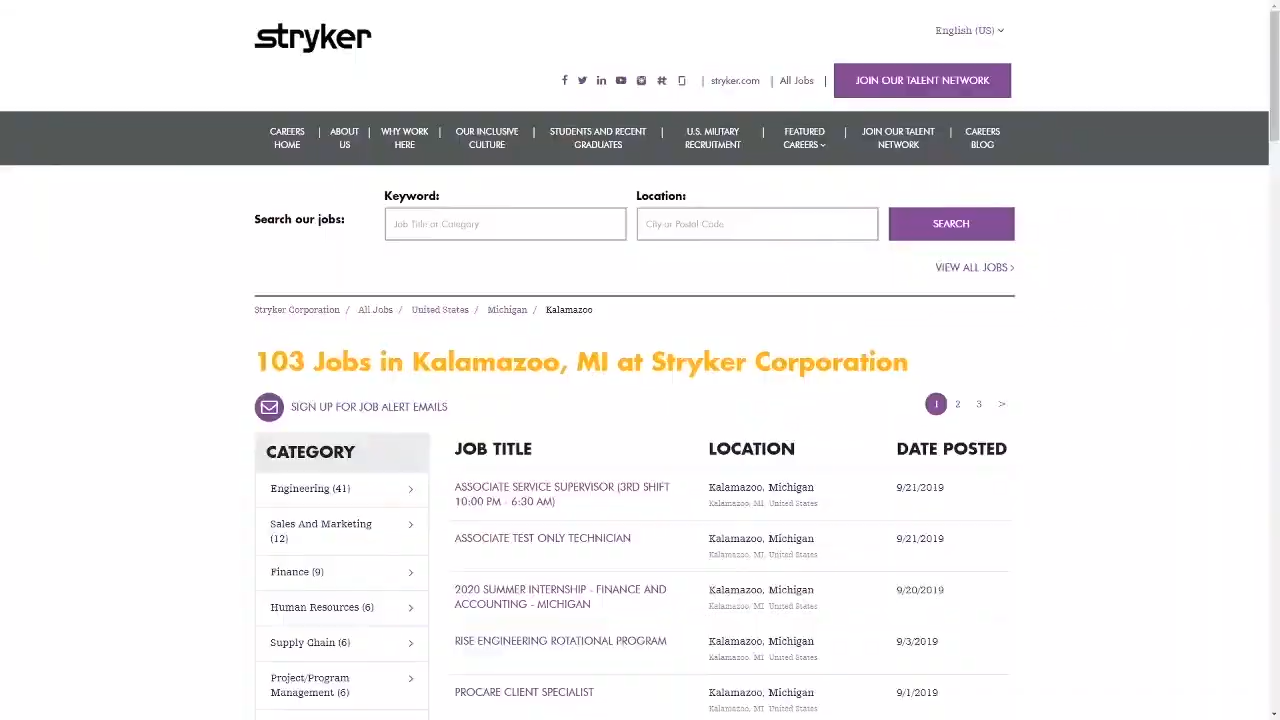 stryker
English (US)
| stryker.com | All Jobs | JOIN OUR TALENT NETWORK
CAREERS HOME | ABOUT US | WHY WORK HERE | OUR INCLUSIVE CULTURE | STUDENTS AND RECENT GRADUATES | U.S. MILITARY RECRUITMENT | FEATURED CAREERS | JOIN OUR TALENT NETWORK | CAREERS BLOG
Search our jobs:
Keyword:
Job Title or Category
Location:
City or Postal Code
SEARCH
VIEW ALL JOBS >
Stryker Corporation / All Jobs / United States / Michigan / Kalamazoo
103 Jobs in Kalamazoo, MI at Stryker Corporation
SIGN UP FOR JOB ALERT EMAILS
1 2 3 >
CATEGORY
Engineering (41)
Sales And Marketing
(12)
Finance (9)
Human Resources (6)
Supply Chain (6)
Project/Program
Management (6)
JOB TITLE LOCATION DATE POSTED
ASSOCIATE SERVICE SUPERVISOR (3RD SHIFT
10:00 PM - 6:30 AM)
Kalamazoo, Michigan
Kalamazoo, MI, United States
9/21/2019
ASSOCIATE TEST ONLY TECHNICIAN
Kalamazoo, Michigan
Kalamazoo, MI, United States
9/21/2019
2020 SUMMER INTERNSHIP - FINANCE AND
ACCOUNTING - MICHIGAN
Kalamazoo, Michigan
Kalamazoo, MI, United States
9/20/2019
RISE ENGINEERING ROTATIONAL PROGRAM
Kalamazoo, Michigan
Kalamazoo, MI, United States
9/3/2019
PROCARE CLIENT SPECIALIST
Kalamazoo, Michigan
Kalamazoo, MI, United States
9/1/2019